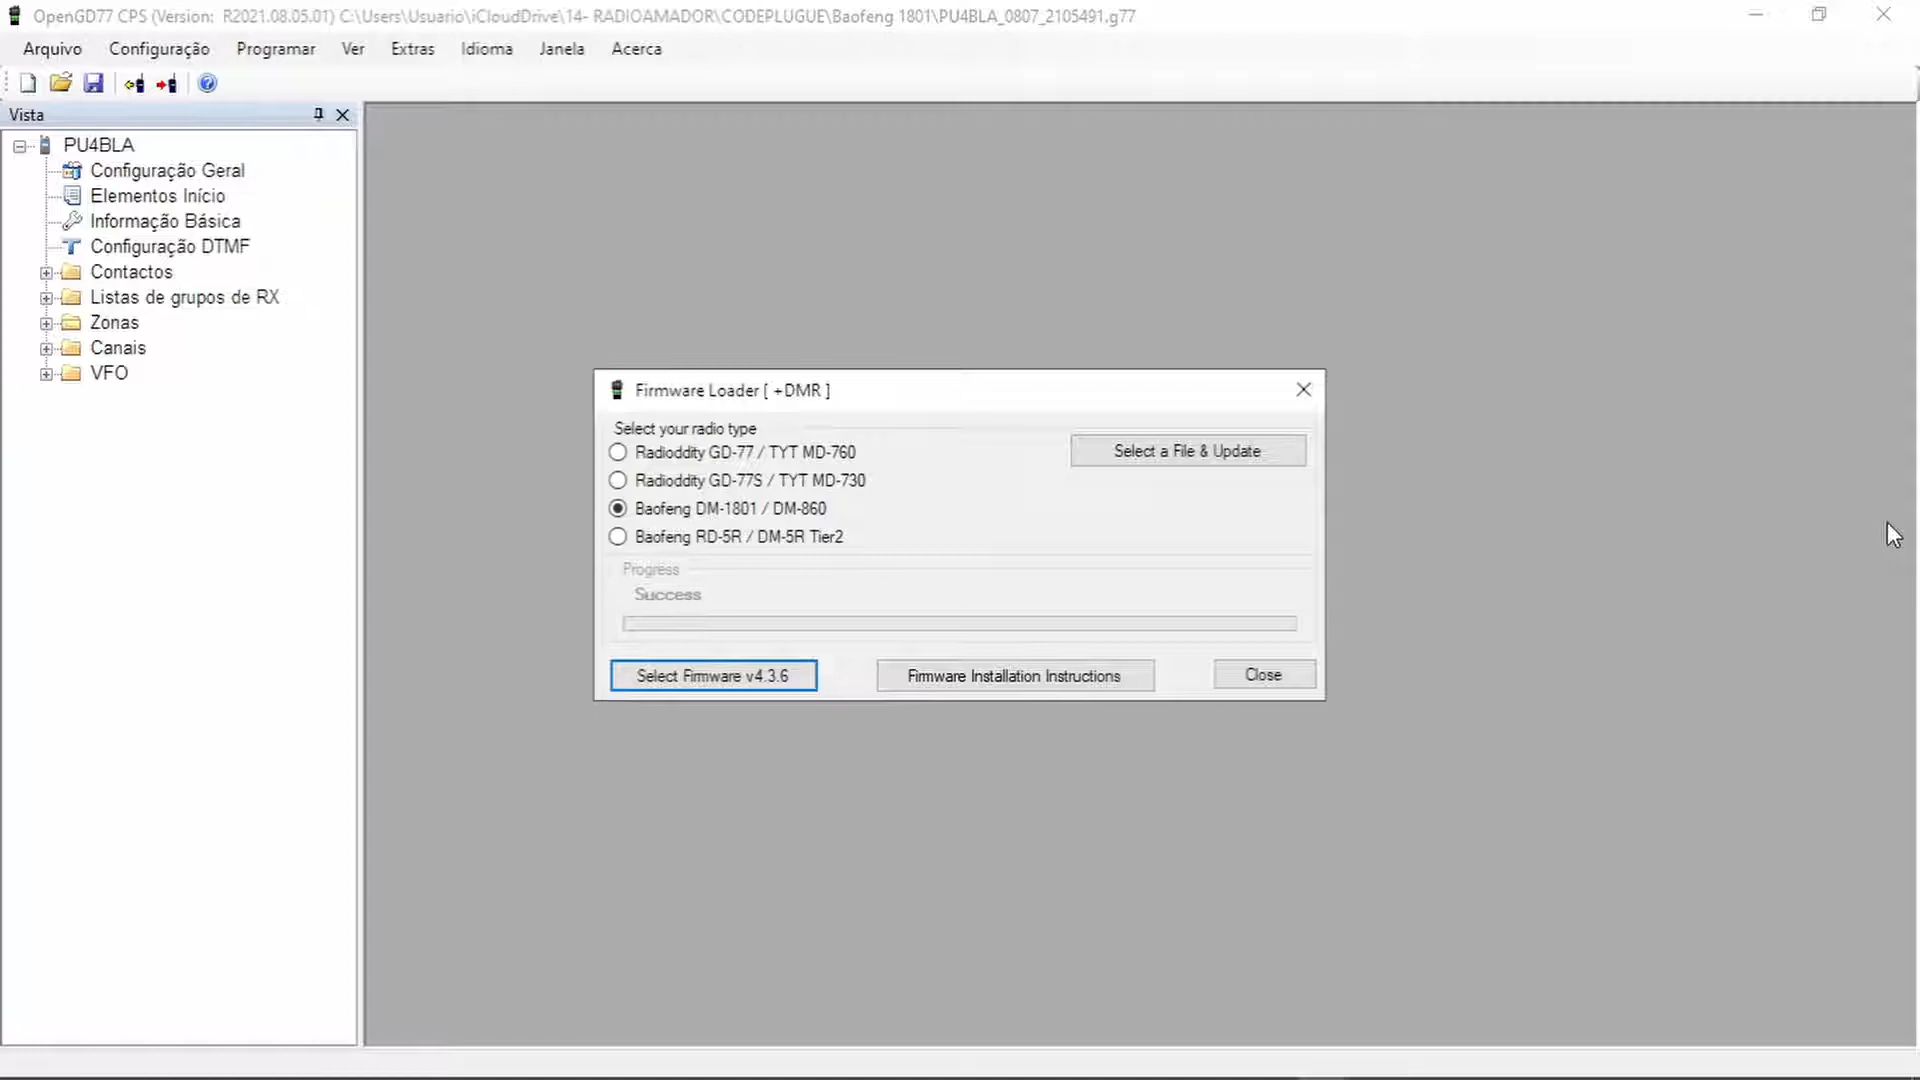 OpenGD77 CPS (Version: R2021.08.05.01) C:\Users\Usuario\iCloudDrive\14- RADIOAMADOR\CODEPLUGUE\Baofeng 1801\PU4BLA_0807_2105491.g77
Arquivo Configuração Programar Ver Extras Idioma Janela Acerca
Vista
PU4BLA
Configuração Geral
Elementos Início
Informação Básica
Configuração DTMF
Contactos
Listas de grupos de RX
Zonas
Canais
VFO
Firmware Loader [ +DMR ]
Select your radio type
Radioddity GD-77 / TYT MD-760
Select a File & Update
Radioddity GD-77S / TYT MD-730
Baofeng DM-1801 / DM-860
Baofeng RD-5R / DM-5R Tier2
Progress
Success
Select Firmware v4.3.6
Firmware Installation Instructions
Close